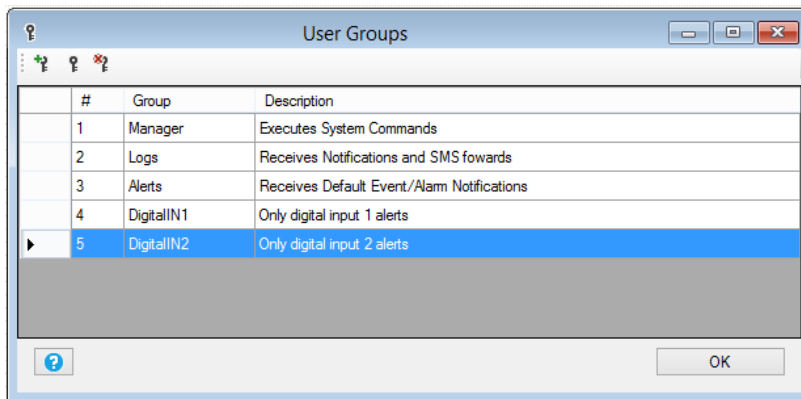 User Groups
# Group Description
1 Manager Executes System Commands
2 Logs Receives Notifications and SMS fowards
3 Alerts Receives Default Event/Alarm Notifications
4 DigitalIN1 Only digital input 1 alerts
5 DigitalIN2 Only digital input 2 alerts
OK